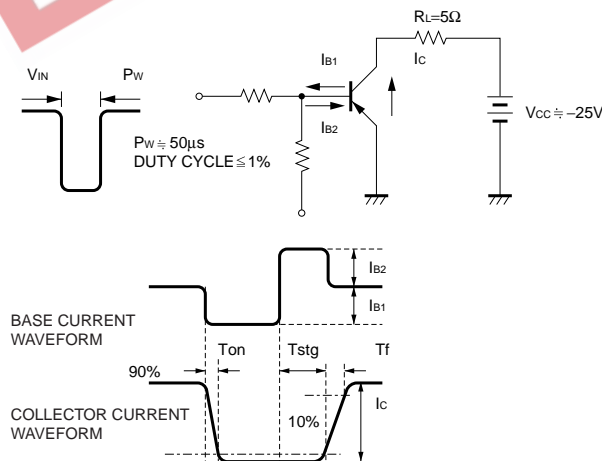 RL=5Ω
IB1
IC
VIN
PW
IB2
VCC≒−25V
PW≒50μs
DUTY CYCLE≦1%
IB2
IB1
BASE CURRENT
WAVEFORM
Ton
Tstg
Tf
90%
IC
COLLECTOR CURRENT
WAVEFORM
10%